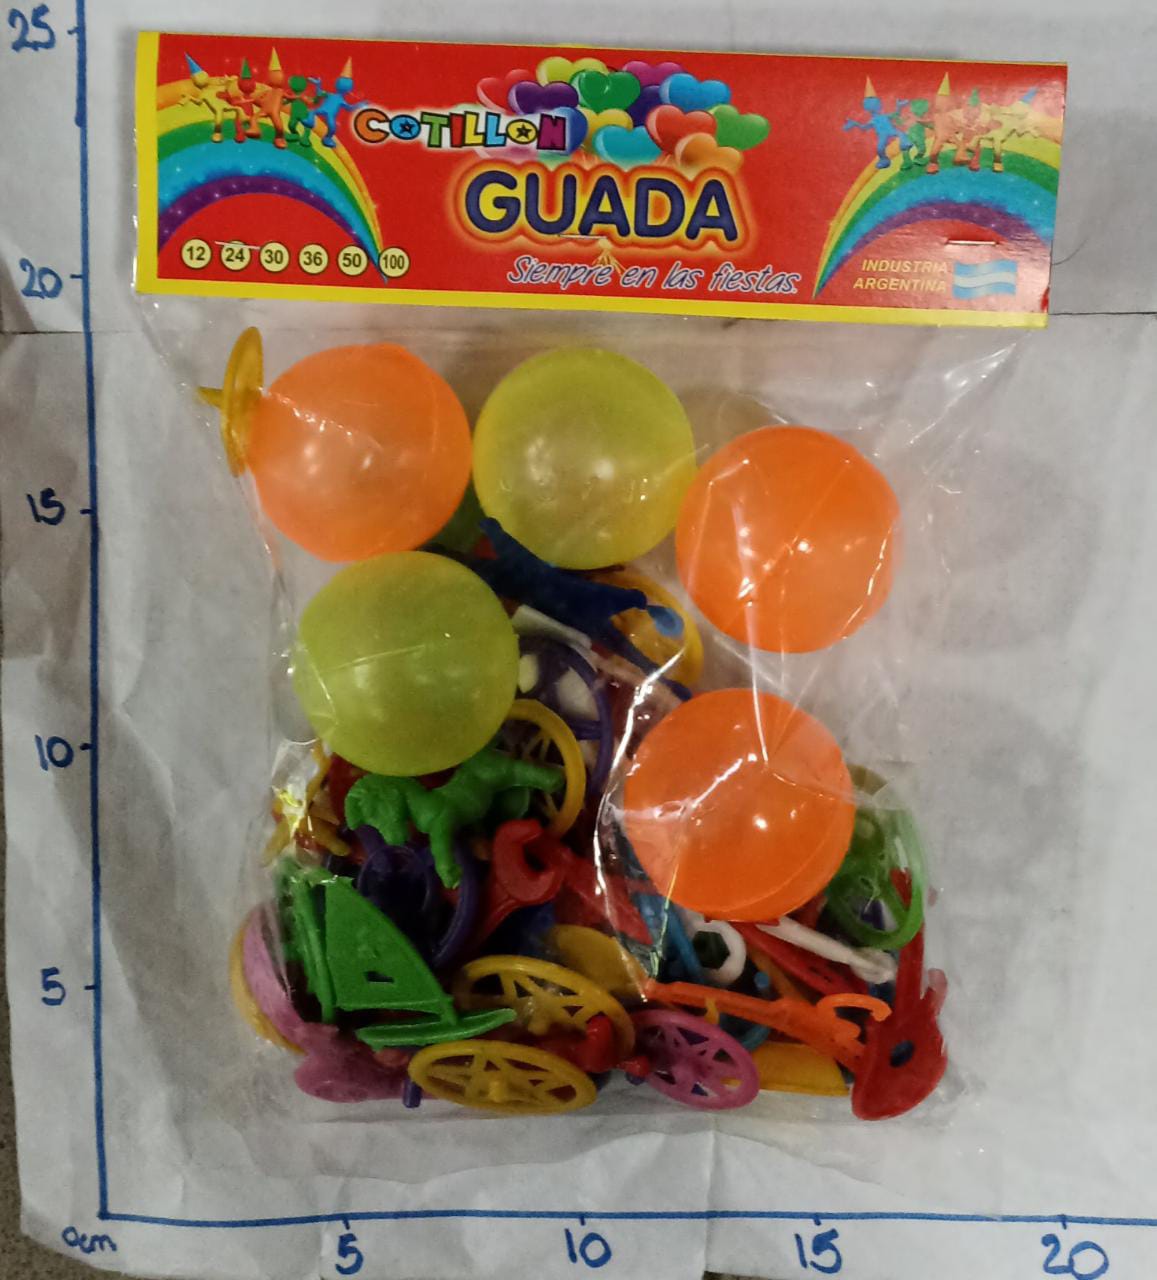 25
COTILLON
GUADA
12 24 30 36 50 100
Siempre en las fiestas.
INDUSTRIA
ARGENTINA
20
15
10
5
0cm
5 10 15 20